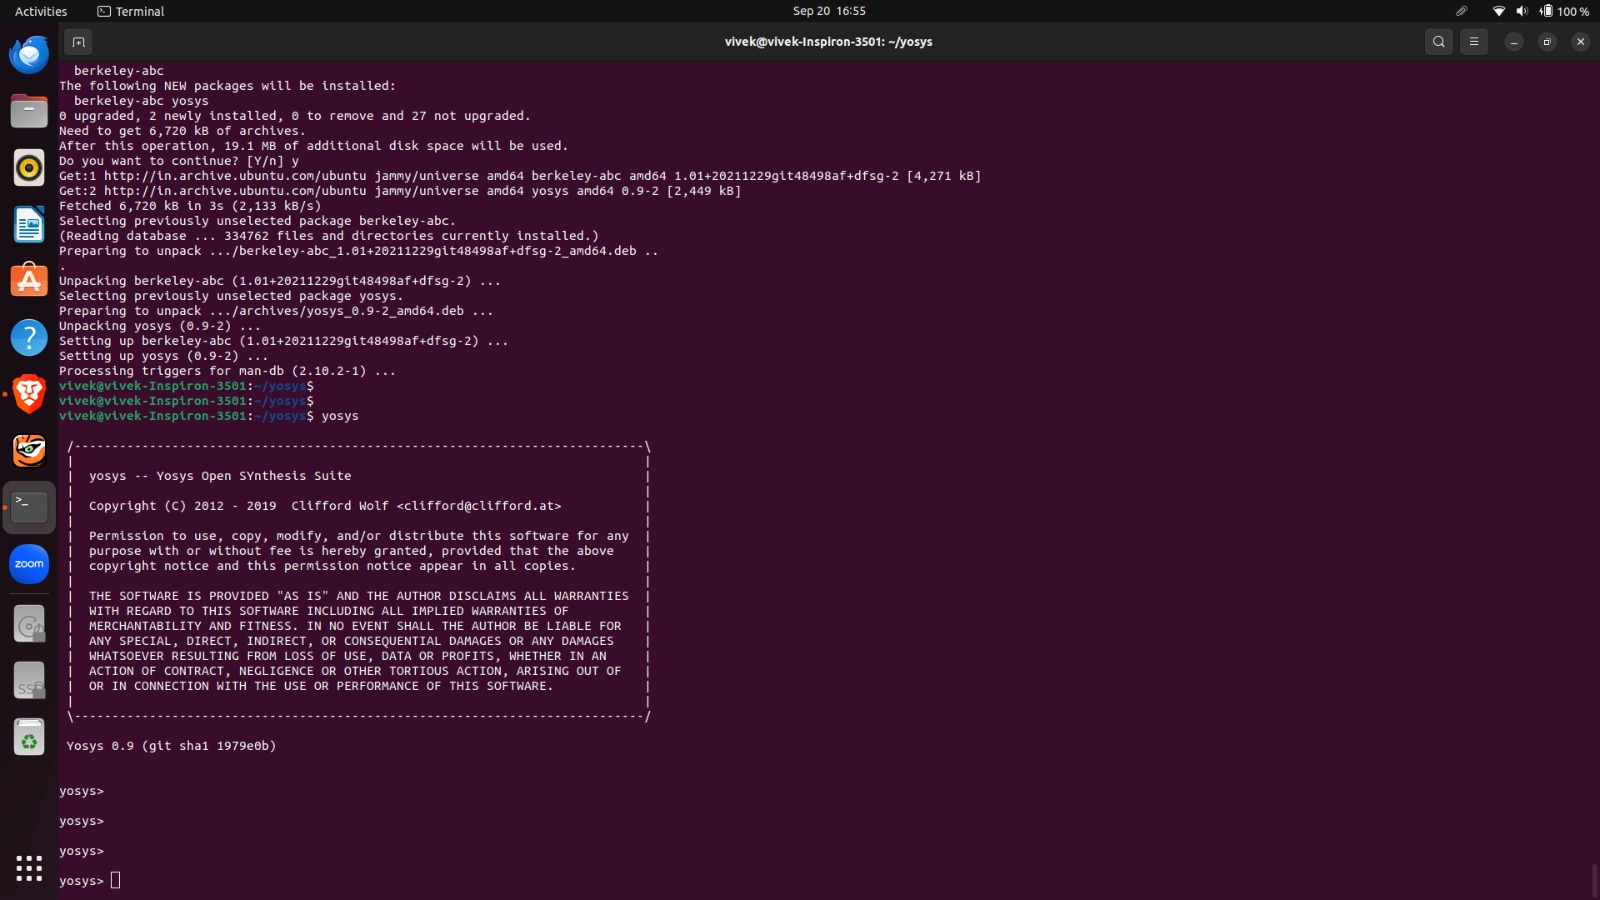 Activities
Terminal
Sep 20 16:55
100 %
vivek@vivek-Inspiron-3501: ~/yosys
  berkeley-abc
The following NEW packages will be installed:
  berkeley-abc yosys
0 upgraded, 2 newly installed, 0 to remove and 27 not upgraded.
Need to get 6,720 kB of archives.
After this operation, 19.1 MB of additional disk space will be used.
Do you want to continue? [Y/n] y
Get:1 http://in.archive.ubuntu.com/ubuntu jammy/universe amd64 berkeley-abc amd64 1.01+20211229git48498af+dfsg-2 [4,271 kB]
Get:2 http://in.archive.ubuntu.com/ubuntu jammy/universe amd64 yosys amd64 0.9-2 [2,449 kB]
Fetched 6,720 kB in 3s (2,133 kB/s)
Selecting previously unselected package berkeley-abc.
(Reading database ... 334762 files and directories currently installed.)
Preparing to unpack .../berkeley-abc_1.01+20211229git48498af+dfsg-2_amd64.deb ..
.
Unpacking berkeley-abc (1.01+20211229git48498af+dfsg-2) ...
Selecting previously unselected package yosys.
Preparing to unpack .../archives/yosys_0.9-2_amd64.deb ...
Unpacking yosys (0.9-2) ...
Setting up berkeley-abc (1.01+20211229git48498af+dfsg-2) ...
Setting up yosys (0.9-2) ...
Processing triggers for man-db (2.10.2-1) ...
vivek@vivek-Inspiron-3501:~/yosys$
vivek@vivek-Inspiron-3501:~/yosys$
vivek@vivek-Inspiron-3501:~/yosys$ yosys
 /----------------------------------------------------------------------------\
 |                                                                            |
 |  yosys -- Yosys Open SYnthesis Suite                                       |
 |                                                                            |
 |  Copyright (C) 2012 - 2019  Clifford Wolf <clifford@clifford.at>           |
 |                                                                            |
 |  Permission to use, copy, modify, and/or distribute this software for any  |
 |  purpose with or without fee is hereby granted, provided that the above    |
 |  copyright notice and this permission notice appear in all copies.         |
 |                                                                            |
 |  THE SOFTWARE IS PROVIDED "AS IS" AND THE AUTHOR DISCLAIMS ALL WARRANTIES  |
 |  WITH REGARD TO THIS SOFTWARE INCLUDING ALL IMPLIED WARRANTIES OF          |
 |  MERCHANTABILITY AND FITNESS. IN NO EVENT SHALL THE AUTHOR BE LIABLE FOR   |
 |  ANY SPECIAL, DIRECT, INDIRECT, OR CONSEQUENTIAL DAMAGES OR ANY DAMAGES    |
 |  WHATSOEVER RESULTING FROM LOSS OF USE, DATA OR PROFITS, WHETHER IN AN     |
 |  ACTION OF CONTRACT, NEGLIGENCE OR OTHER TORTIOUS ACTION, ARISING OUT OF   |
 |  OR IN CONNECTION WITH THE USE OR PERFORMANCE OF THIS SOFTWARE.            |
 |                                                                            |
 \----------------------------------------------------------------------------/
 Yosys 0.9 (git sha1 1979e0b)
yosys>
yosys>
yosys>
yosys>
zoom
SSD